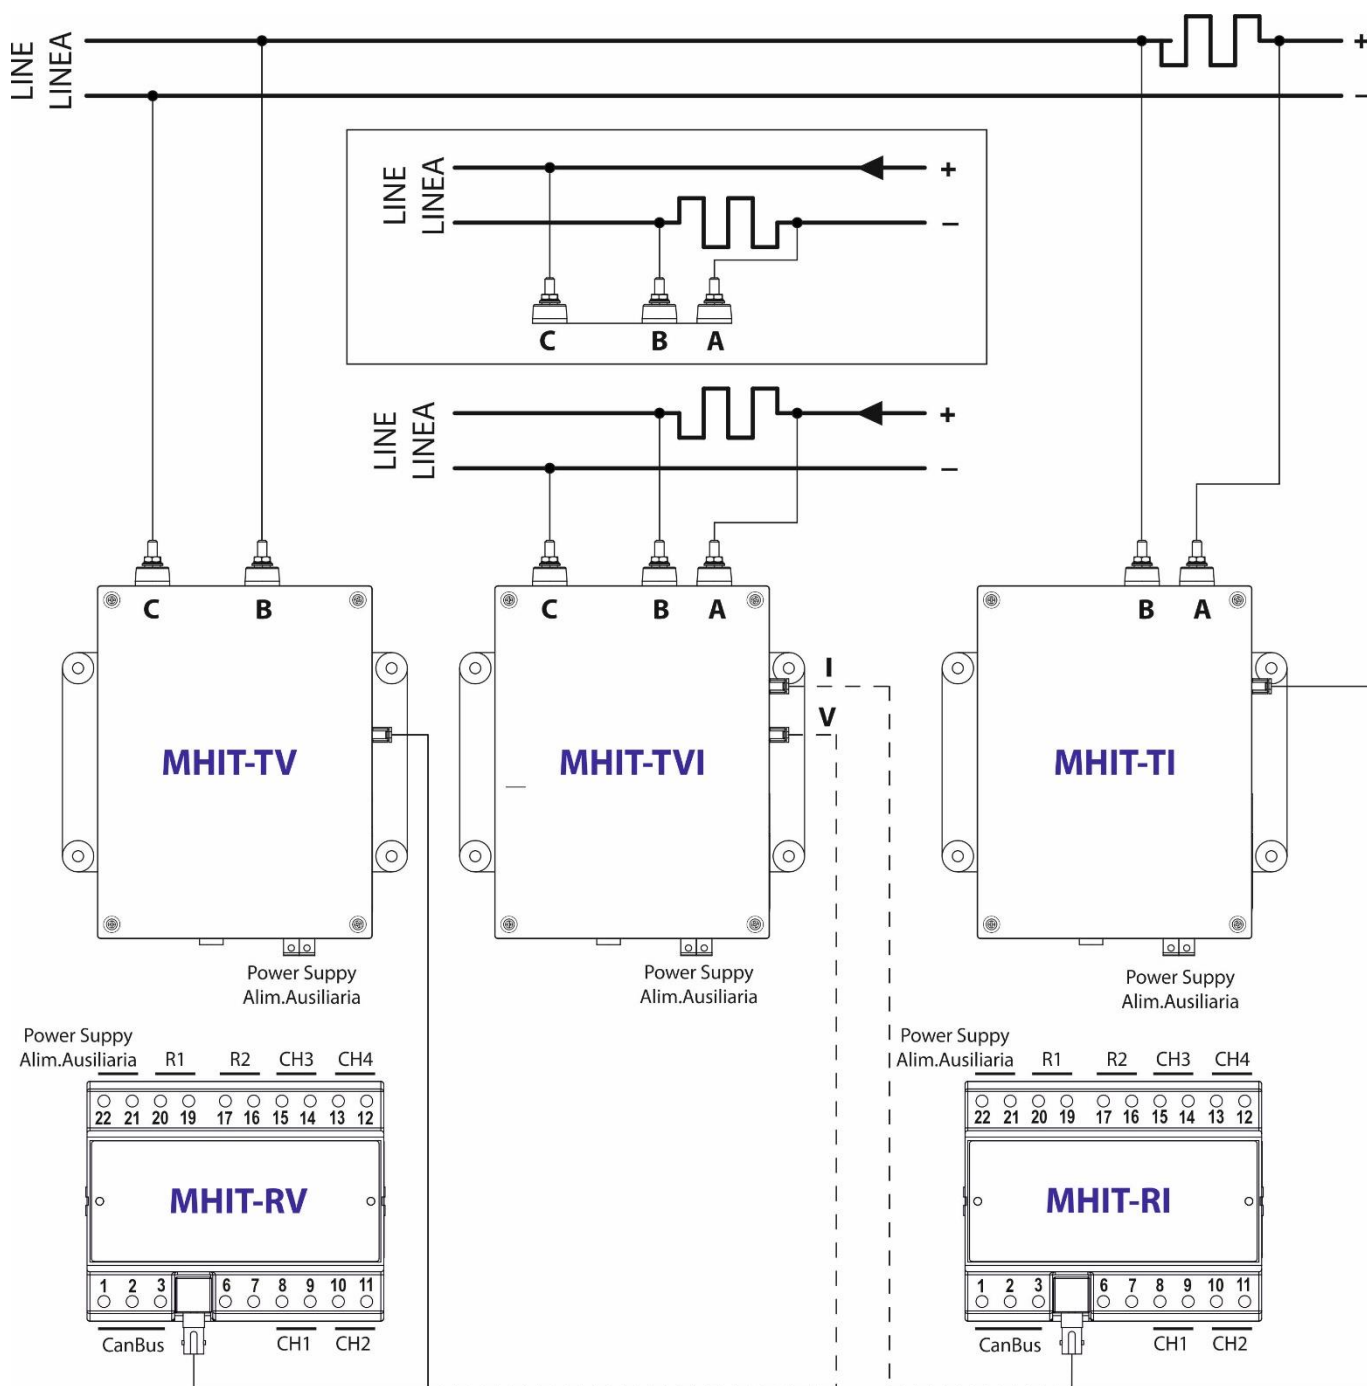 LINE
LINEA
+
–
LINE
LINEA
+
–
C B A
LINE
LINEA
+
–
C B
C B A
B A
I
V
MHIT-TV
MHIT-TVI
MHIT-TI
Power Suppy
Alim.Ausiliaria
Power Suppy
Alim.Ausiliaria
Power Suppy
Alim.Ausiliaria
Power Suppy
Alim.Ausiliaria R1 R2 CH3 CH4
22 21 20 19 17 16 15 14 13 12
MHIT-RV
1 2 3 6 7 8 9 10 11
CanBus CH1 CH2
Power Suppy
Alim.Ausiliaria R1 R2 CH3 CH4
22 21 20 19 17 16 15 14 13 12
MHIT-RI
1 2 3 6 7 8 9 10 11
CanBus CH1 CH2